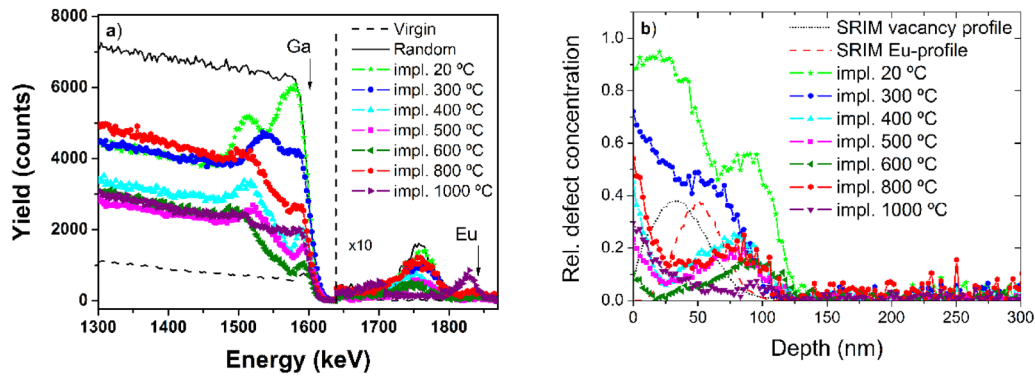 a)
Ga
Virgin
Random
impl. 20 ºC
impl. 300 ºC
impl. 400 ºC
impl. 500 ºC
impl. 600 ºC
impl. 800 ºC
impl. 1000 ºC
x10
Eu
Yield (counts)
8000
6000
4000
2000
0
1300
1400
1500
1600
1700
1800
Energy (keV)
b)
SRIM vacancy profile
SRIM Eu-profile
impl. 20 ºC
impl. 300 ºC
impl. 400 ºC
impl. 500 ºC
impl. 600 ºC
impl. 800 ºC
impl. 1000 ºC
Rel. defect concentration
1.0
0.8
0.6
0.4
0.2
0.0
0
50
100
150
200
250
300
Depth (nm)